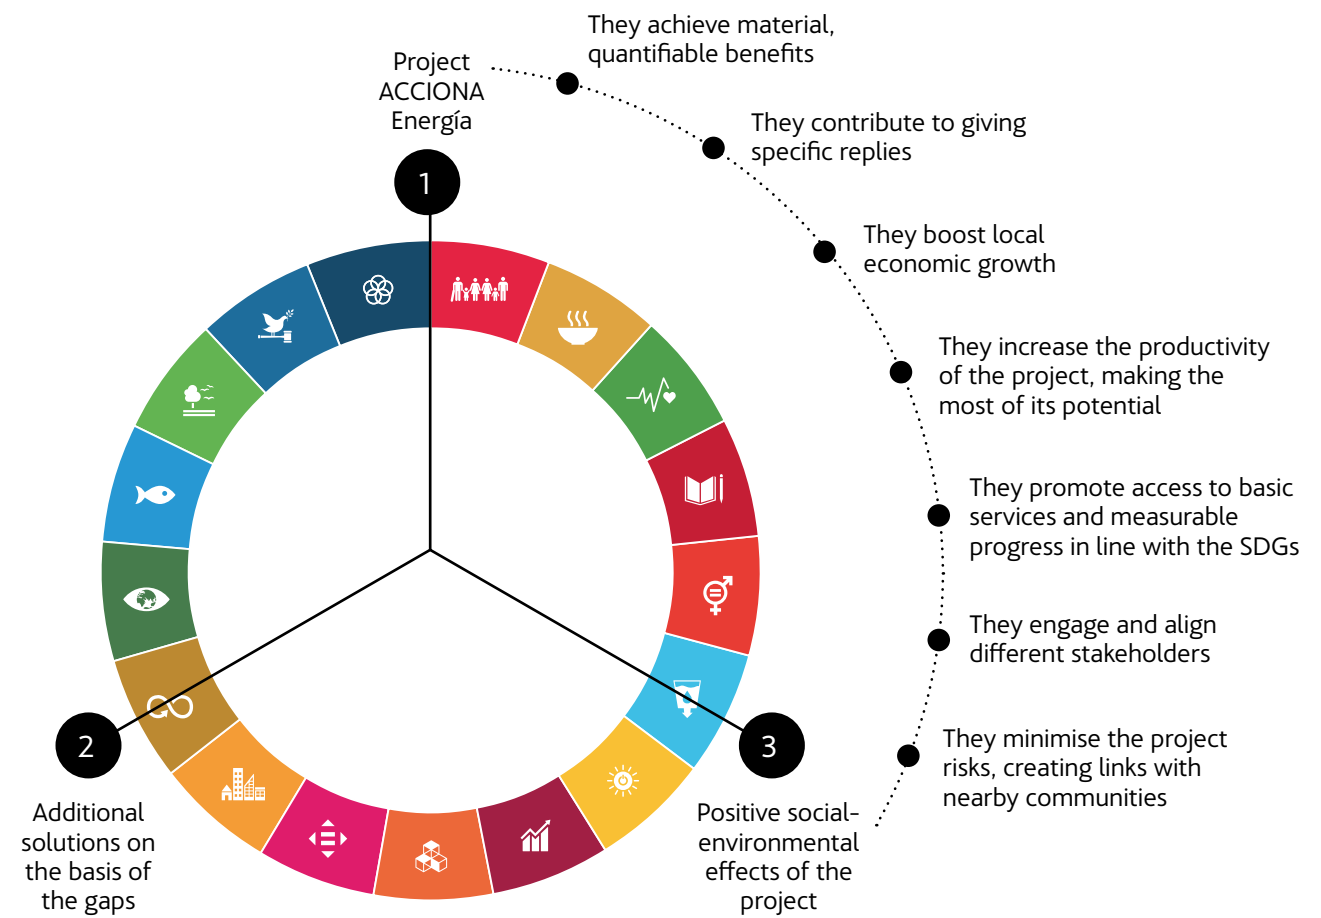 They achieve material,
quantifiable benefits
Project
ACCIONA
Energía
They contribute to giving
specific replies
1
They boost local
economic growth
They increase the productivity
of the project, making the
most of its potential
They promote access to basic
services and measurable
progress in line with the SDGs
They engage and align
different stakeholders
2
3
They minimise the project
risks, creating links with
nearby communities
Additional
solutions on
the basis of
the gaps
Positive social-
environmental
effects of the
project